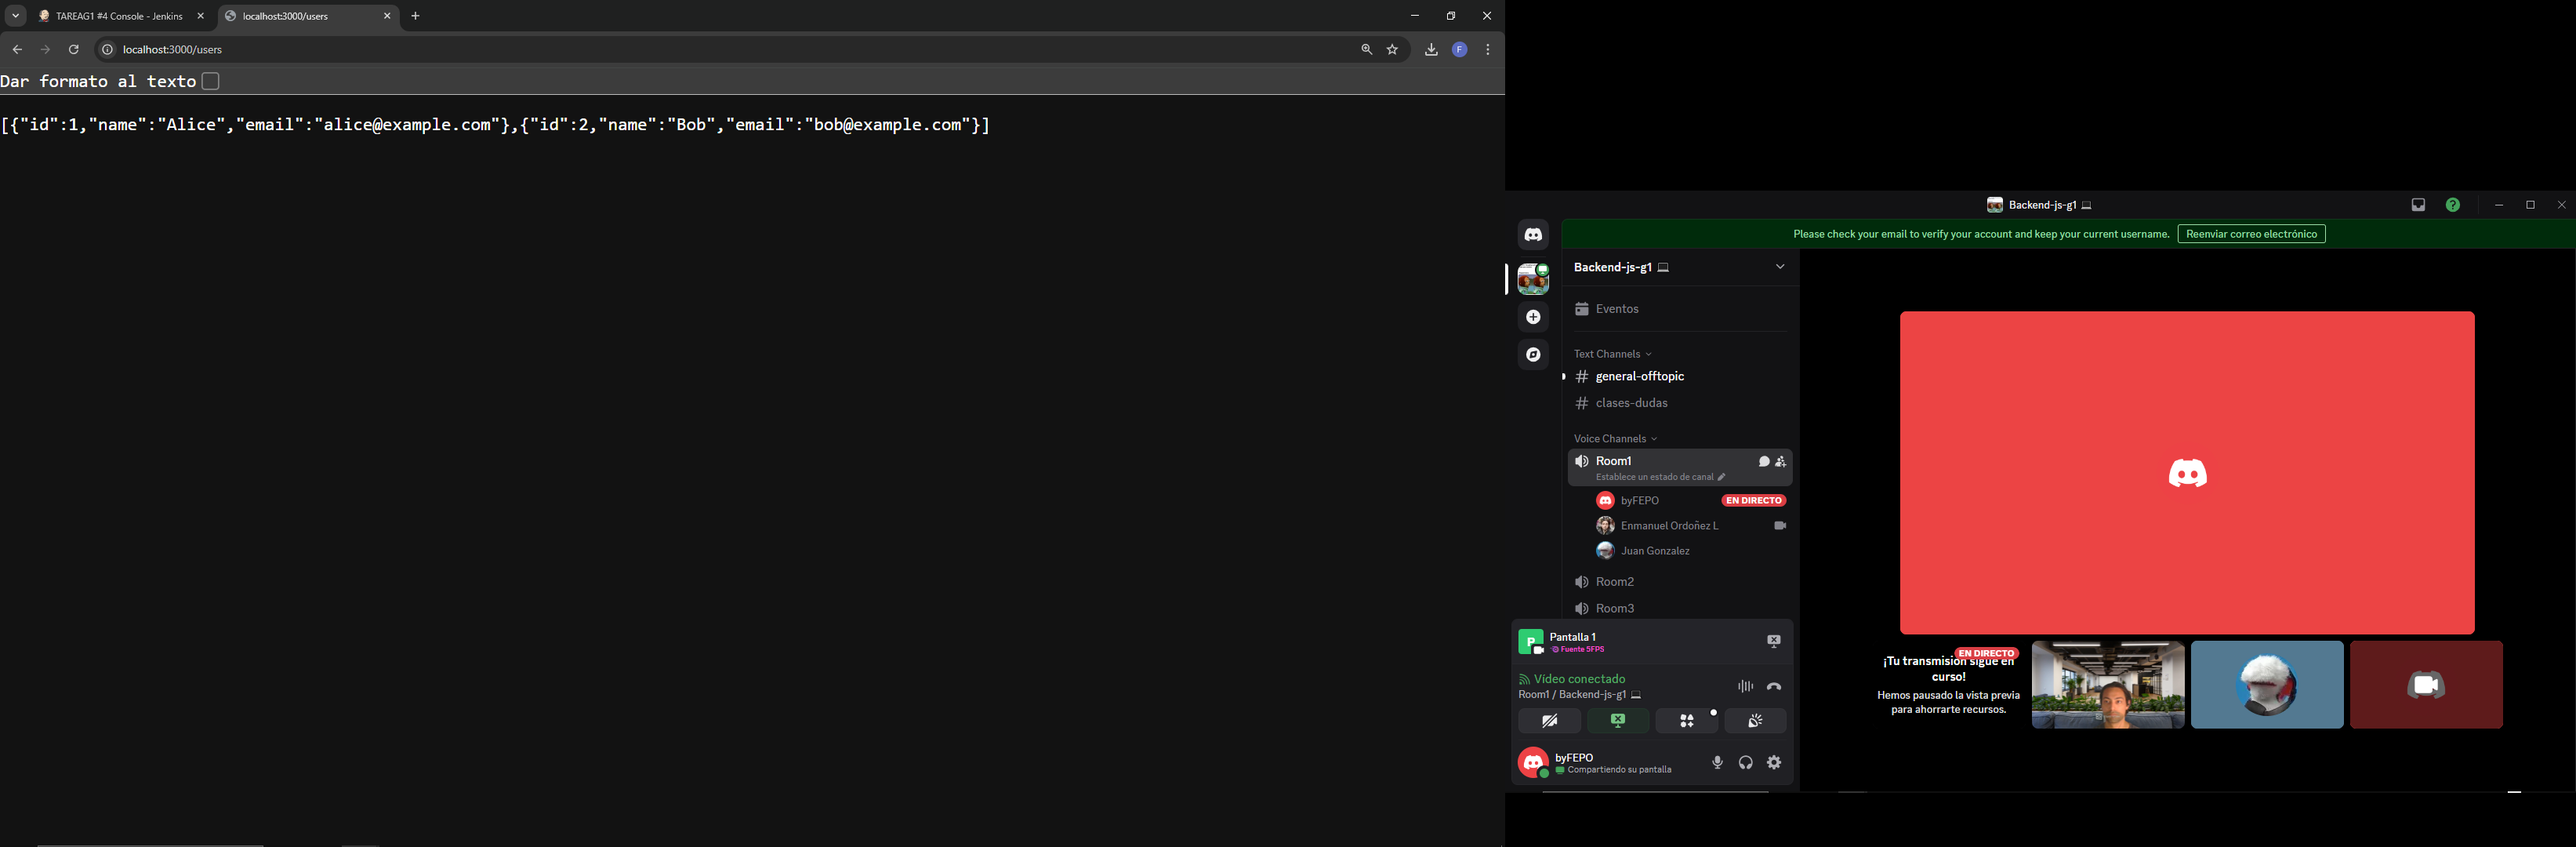 TAREAG1 #4 Console - Jenkins
localhost:3000/users
localhost:3000/users
F
Dar formato al texto
[{"id":1,"name":"Alice","email":"alice@example.com"},{"id":2,"name":"Bob","email":"bob@example.com"}]
Backend-js-g1
Please check your email to verify your account and keep your current username.
Reenviar correo electrónico
Backend-js-g1
Eventos
Text Channels
general-offtopic
clases-dudas
Voice Channels
Room1
Establece un estado de canal
byFEPO
EN DIRECTO
Enmanuel Ordoñez L
Juan Gonzalez
Room2
Room3
P
Pantalla 1
Fuente 5FPS
Vídeo conectado
Room1 / Backend-js-g1
byFEPO
Compartiendo su pantalla
EN DIRECTO
¡Tu transmisión sigue en
curso!
Hemos pausado la vista previa
para ahorrarte recursos.